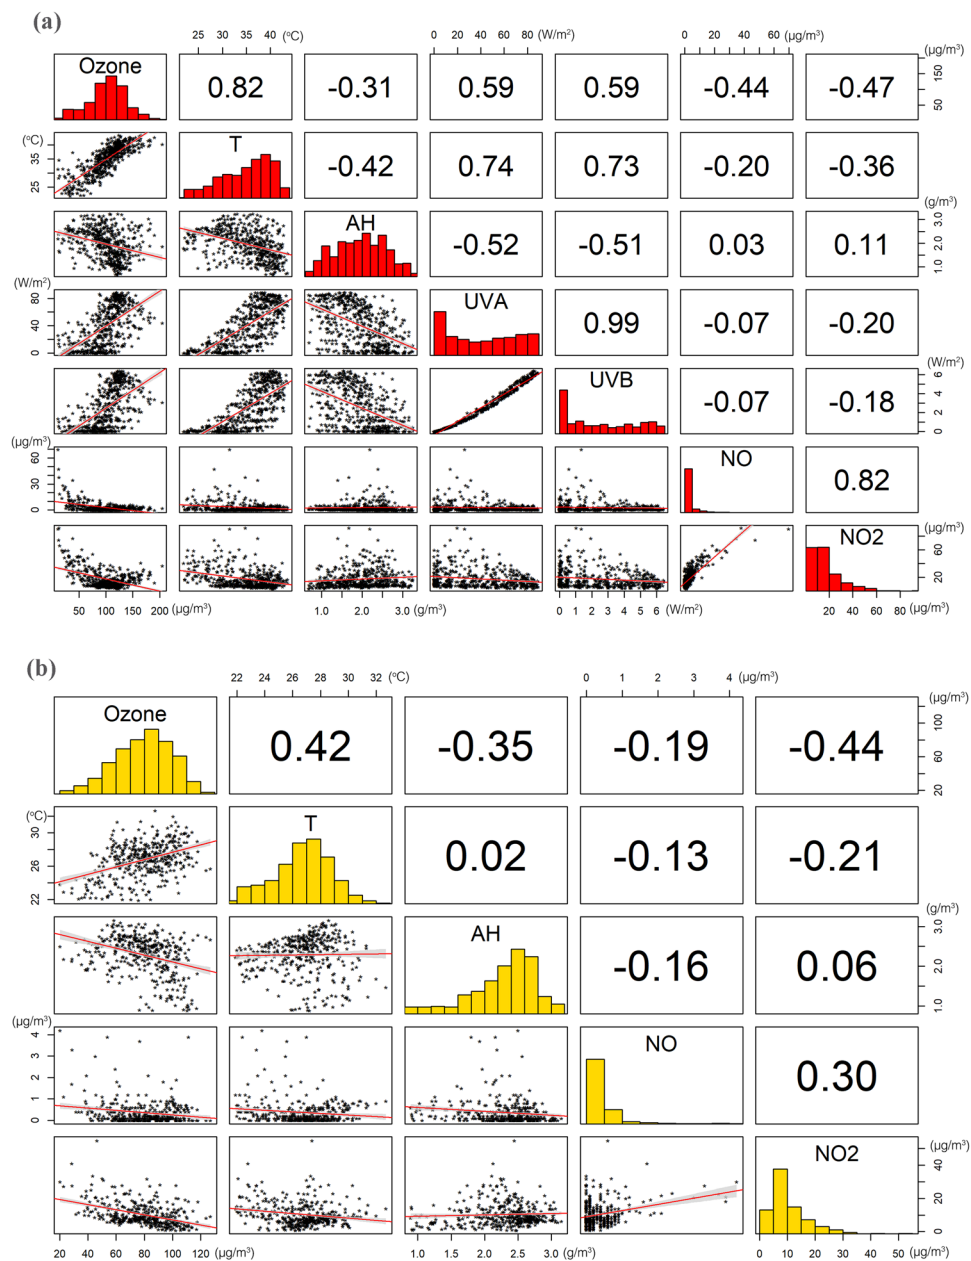 (a)
25 30 35 40 (°C)
0 20 40 60 80 (W/m²)
0 20 40 60 (µg/m³)
(µg/m³)
Ozone 0.82 -0.31 0.59 0.59 -0.44 -0.47 50 150
(°C) 35 25
T -0.42 0.74 0.73 -0.20 -0.36
(g/m³)
AH -0.52 -0.51 0.03 0.11 1.0 2.0 3.0
(W/m²)
80 40 0
UVA 0.99 -0.07 -0.20
(W/m²)
UVB -0.07 -0.18 0 2 4 6
(µg/m³)
60 30 0
NO 0.82
(µg/m³)
NO2 20 60
50 100 150 200 (µg/m³)
1.0 2.0 3.0 (g/m³)
0 1 2 3 4 5 6 (W/m²)
20 40 60 80 (µg/m³)
(b)
22 24 26 28 30 32 (°C)
0 1 2 3 4 (µg/m³)
(µg/m³)
Ozone 0.42 -0.35 -0.19 -0.44 20 60 100
(°C)
30 26 22
T 0.02 -0.13 -0.21
(g/m³)
AH -0.16 0.06 1.0 2.0 3.0
(µg/m³)
4 3 2 1 0
NO 0.30
(µg/m³)
NO2 0 10 20 40
20 40 60 80 100 120 (µg/m³)
1.0 1.5 2.0 2.5 3.0 (g/m³)
0 10 20 30 40 50 (µg/m³)